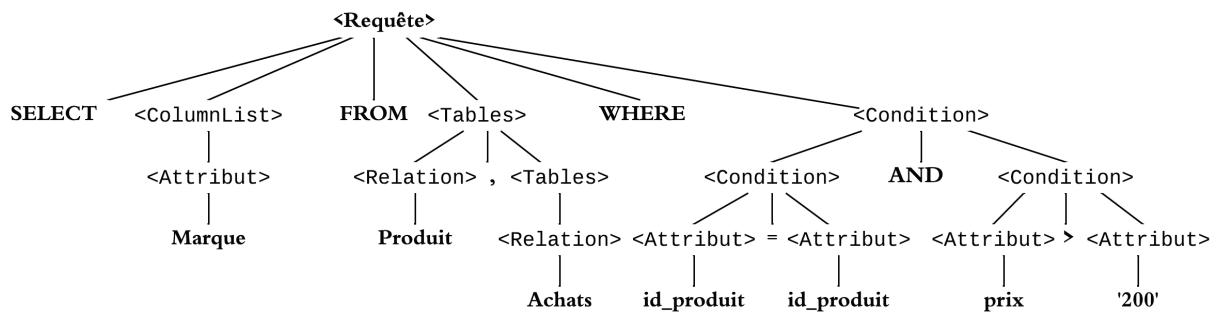 <Requête>
SELECT <ColumnList> FROM <Tables> WHERE <Condition>
<Attribut> <Relation> , <Tables> <Condition> AND <Condition>
Marque Produit <Relation> <Attribut> = <Attribut> <Attribut> > <Attribut>
Achats id_produit id_produit prix '200'